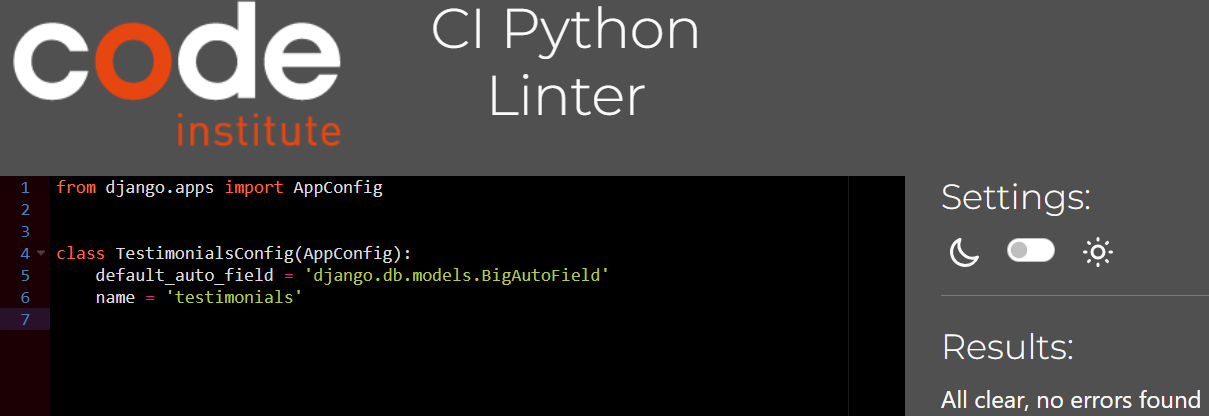 code
institute
CI Python
Linter
1 from django.apps import AppConfig
2
3
4 class TestimonialsConfig(AppConfig):
5     default_auto_field = 'django.db.models.BigAutoField'
6     name = 'testimonials'
7
Settings:
Results:
All clear, no errors found